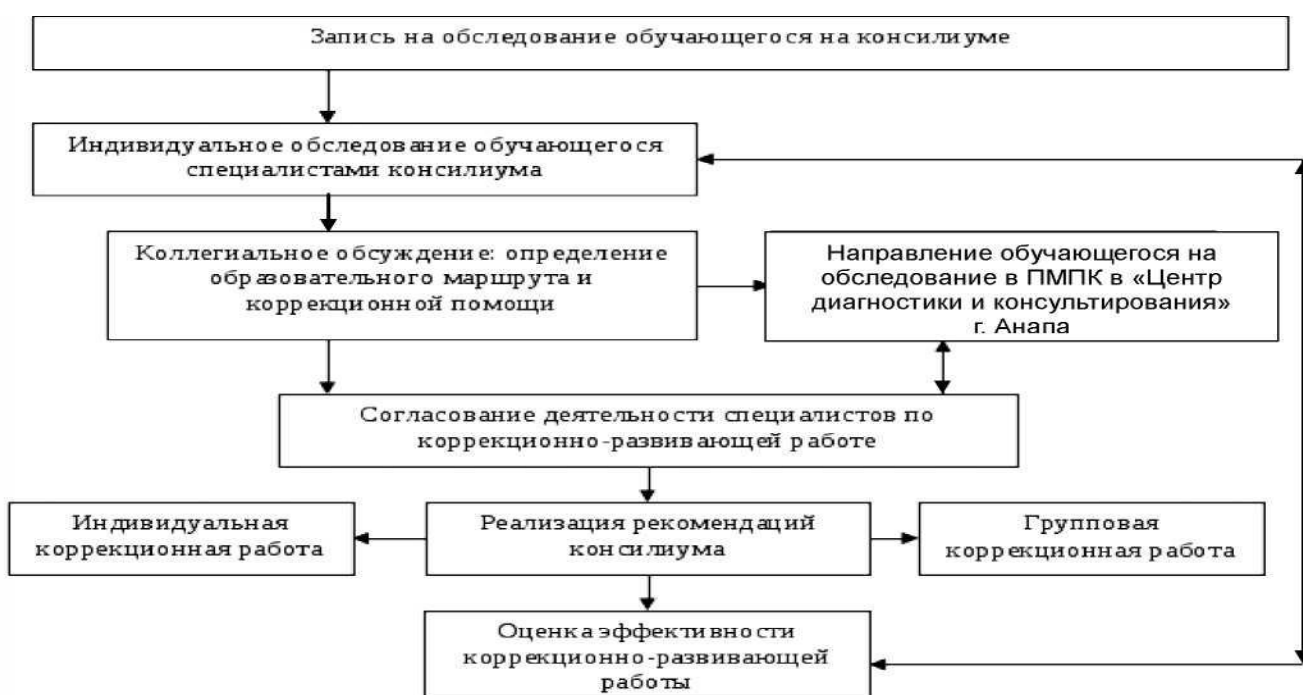 Запись на обследование обучающегося на консилиуме
Индивидуальное обследование обучающегося
специалистами консилиума
Коллегиальное обсуждение: определение
образовательного маршрута и
коррекционной помощи
Направление обучающегося на
обследование в ПМПК в «Центр
диагностики и консультирования»
г. Анапа
Согласование деятельности специалистов по
коррекционно-развивающей работе
Индивидуальная
коррекционная работа
Реализация рекомендаций
консилиума
Групповая
коррекционная работа
Оценка эффективности
коррекционно-развивающей
работы